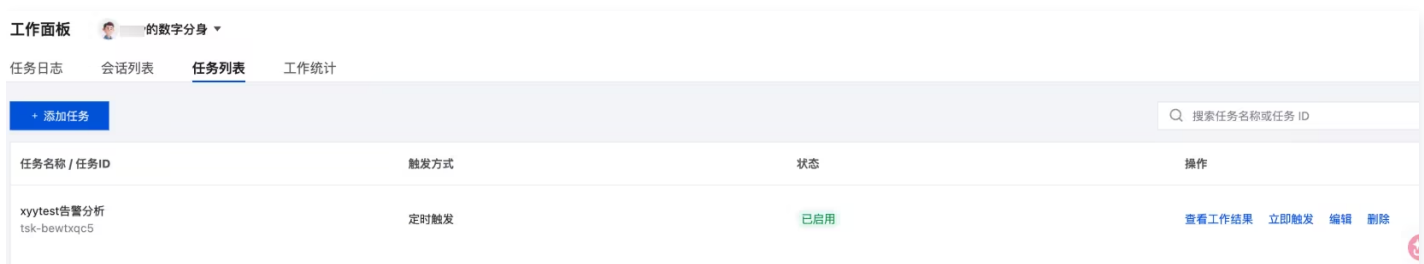 工作面板 的数字分身
任务日志 会话列表 任务列表 工作统计
+ 添加任务 搜索任务名称或任务 ID
任务名称 / 任务ID 触发方式 状态 操作
xyytest告警分析 定时触发 已启用 查看工作结果 立即触发 编辑 删除
tsk-bewtxqc5